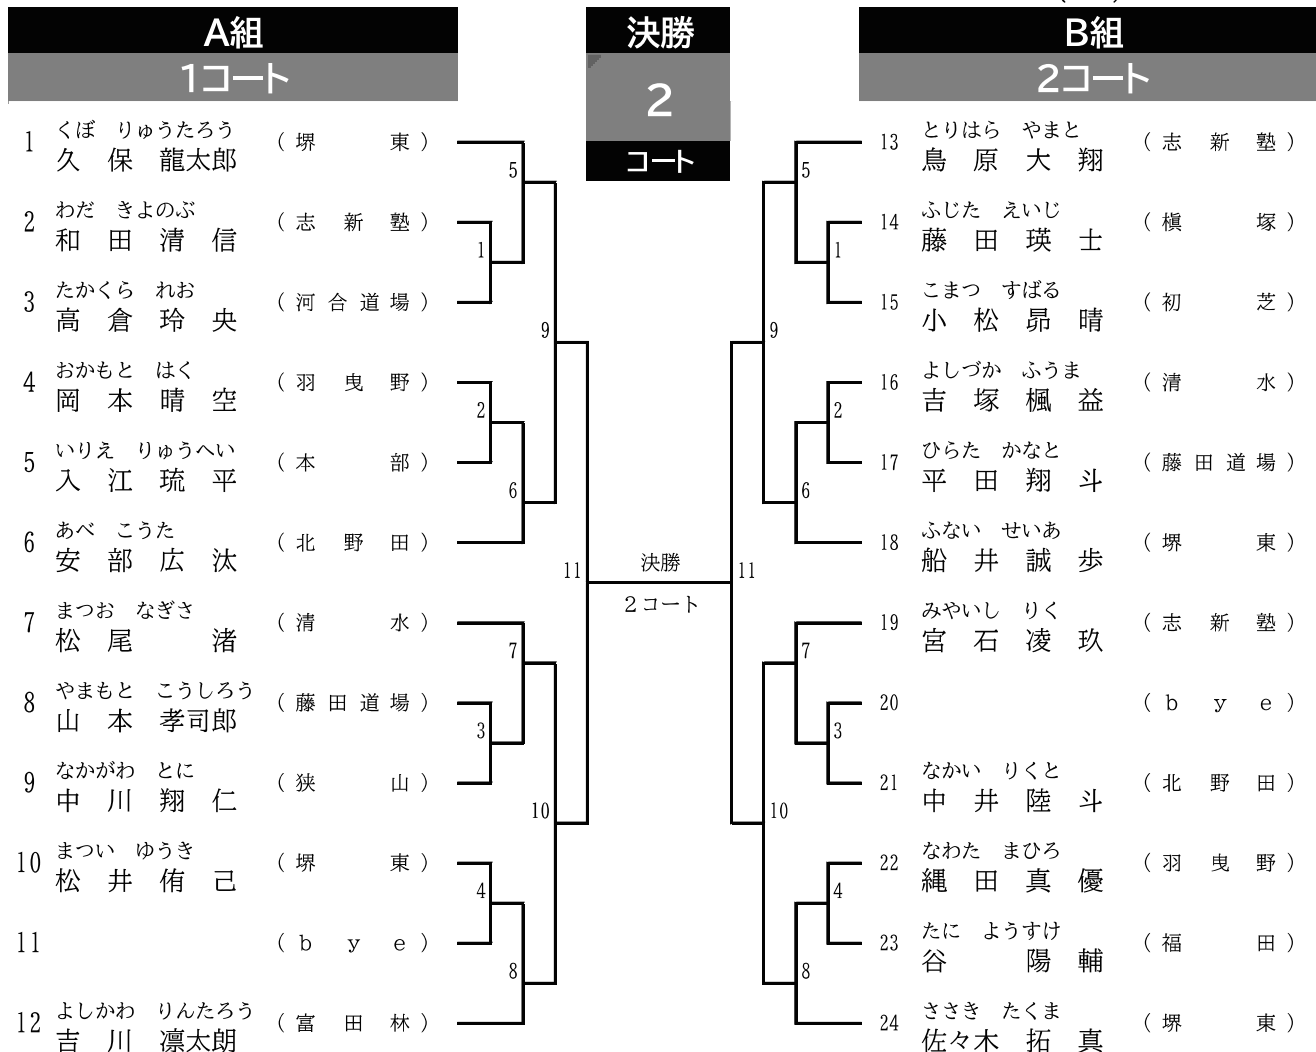 A組
1コート
決勝
2
コート
B組
2コート
1 くぼ りゅうたろう
久保 龍太郎 (堺東)
2 わだ きよのぶ
和田 清信 (志新塾)
3 たかくら れお
高倉 玲央 (河合道場)
4 おかもと はく
岡本 晴空 (羽曳野)
5 いりえ りゅうへい
入江 琉平 (本部)
6 あべ こうた
安部 広汰 (北野田)
7 まつお なぎさ
松尾 渚 (清水)
8 やまもと こうしろう
山本 孝司郎 (藤田道場)
9 なかがわ とに
中川 翔仁 (狭山)
10 まつい ゆうき
松井 侑己 (堺東)
11 (bye)
12 よしかわ りんたろう
吉川 凛太朗 (富田林)
5
1
9
2
6
11
7
3
10
4
8
決勝
2コート
13 とりはら やまと
鳥原 大翔 (志新塾)
14 ふじた えいじ
藤田 瑛士 (槇塚)
15 こまつ すばる
小松 昴晴 (初芝)
16 よしづか ふうま
吉塚 楓益 (清水)
17 ひらた かなと
平田 翔斗 (藤田道場)
18 ふない せいあ
船井 誠歩 (堺東)
19 みやいし りく
宮石 凌玖 (志新塾)
20 (bye)
21 なかい りくと
中井 陸斗 (北野田)
22 なわた まひろ
縄田 真優 (羽曳野)
23 たに ようすけ
谷 陽輔 (福田)
24 ささき たくま
佐々木 拓真 (堺東)
5
1
9
2
6
11
7
3
10
4
8